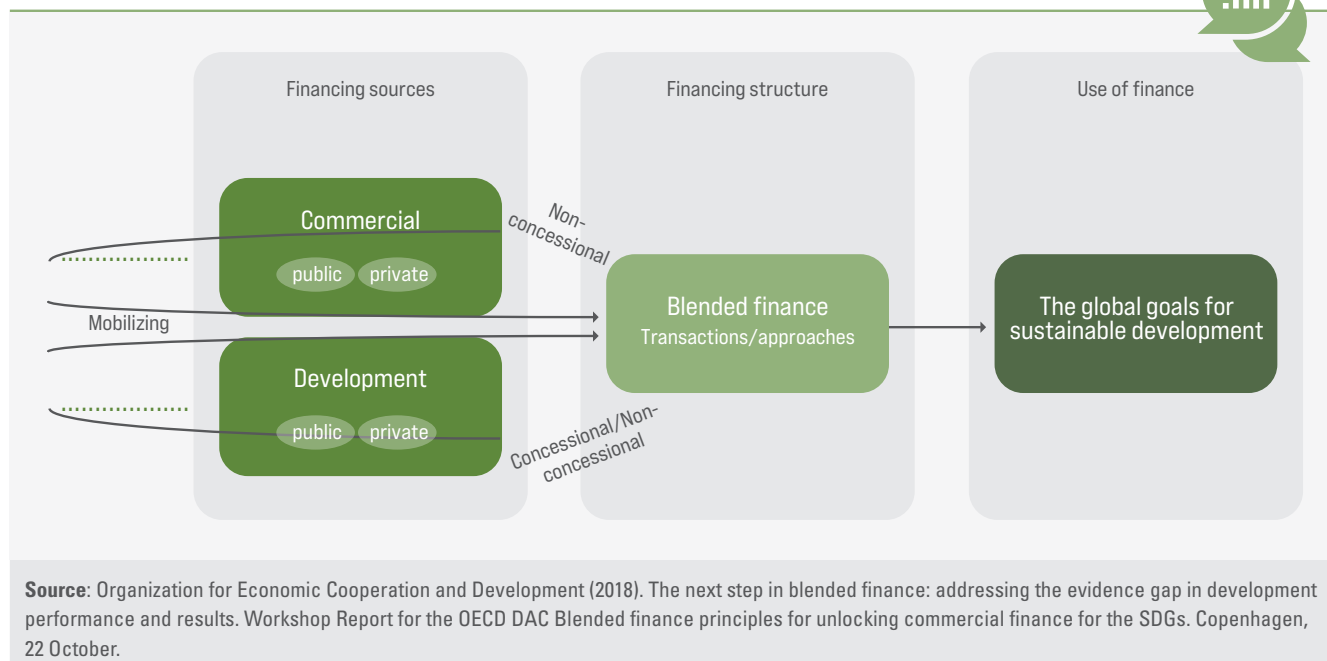 Financing sources
Financing structure
Use of finance
Commercial
public private
Non-
concessional
Mobilizing
Development
public private
Concessional/Non-
concessional
Blended finance
Transactions/approaches
The global goals for
sustainable development
Source: Organization for Economic Cooperation and Development (2018). The next step in blended finance: addressing the evidence gap in development
performance and results. Workshop Report for the OECD DAC Blended finance principles for unlocking commercial finance for the SDGs. Copenhagen,
22 October.